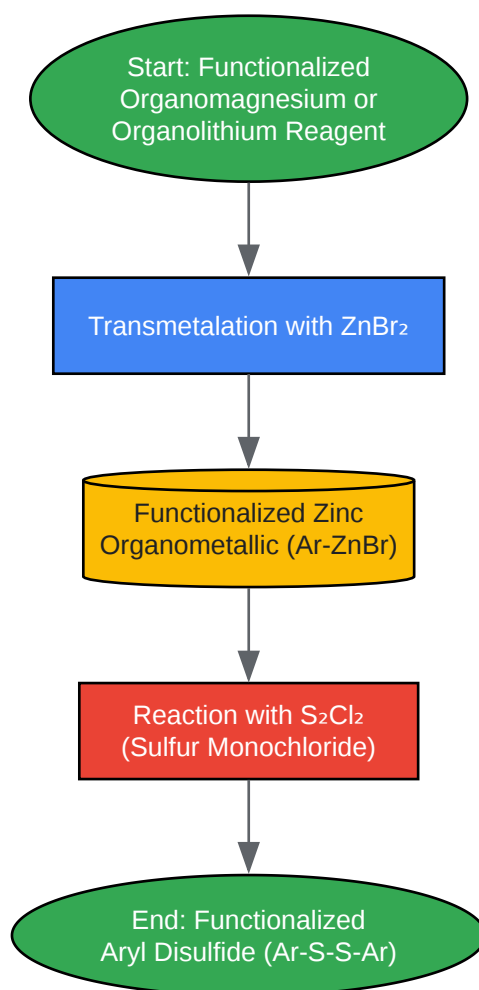 Start: Functionalized
Organomagnesium or
Organolithium Reagent
Transmetalation with ZnBr₂
Functionalized Zinc
Organometallic (Ar-ZnBr)
Reaction with S₂Cl₂
(Sulfur Monochloride)
End: Functionalized
Aryl Disulfide (Ar-S-S-Ar)